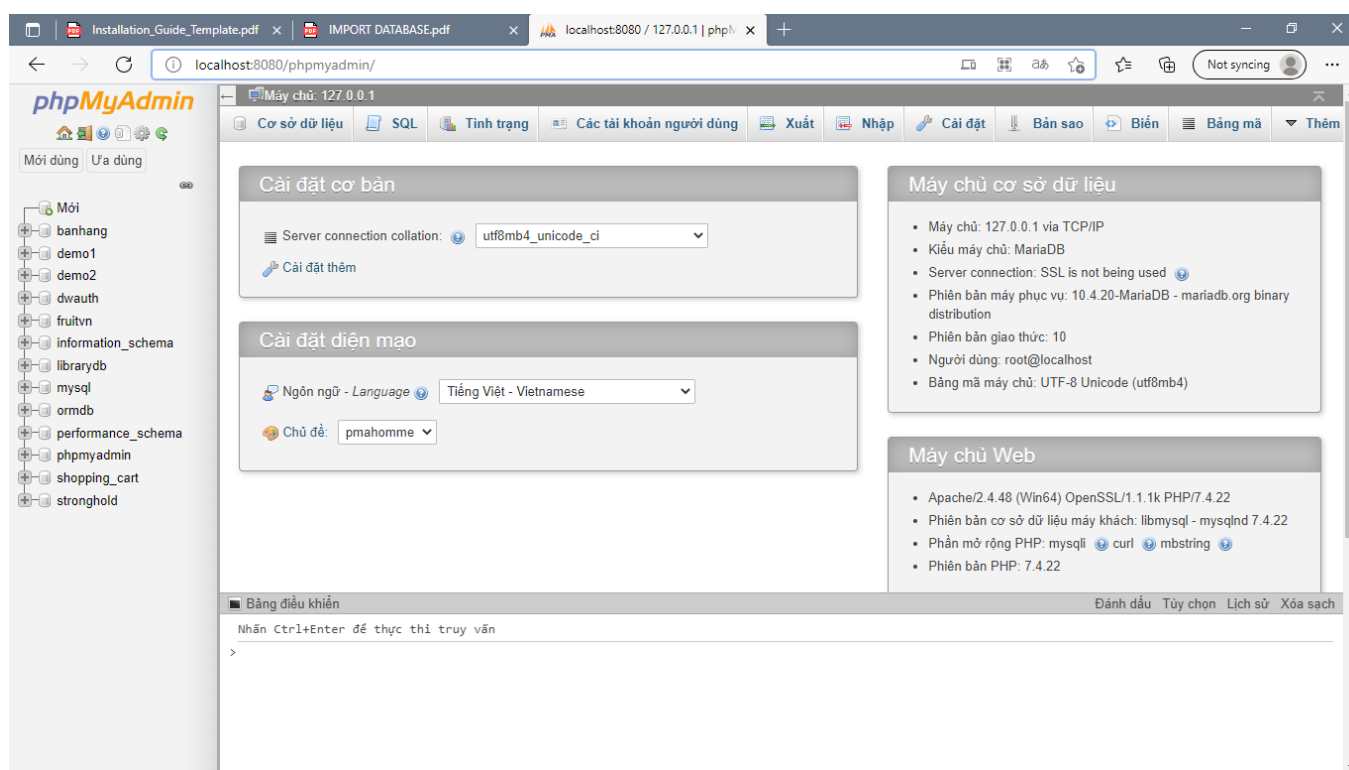 Installation_Guide_Template.pdf
IMPORT DATABASE.pdf
localhost:8080 / 127.0.0.1 | phpM
localhost:8080/phpmyadmin/
Not syncing
phpMyAdmin
Mới dùng Ưa dùng
Mới
banhang
demo1
demo2
dwauth
fruitvn
information_schema
librarydb
mysql
ormdb
performance_schema
phpmyadmin
shopping_cart
stronghold
Máy chủ: 127.0.0.1
Cơ sở dữ liệu SQL Tình trạng Các tài khoản người dùng Xuất Nhập Cài đặt Bản sao Biến Bảng mã Thêm
Cài đặt cơ bản
Server connection collation: utf8mb4_unicode_ci
Cài đặt thêm
Cài đặt diện mạo
Ngôn ngữ - Language Tiếng Việt - Vietnamese
Chủ đề: pmahomme
Máy chủ cơ sở dữ liệu
Máy chủ: 127.0.0.1 via TCP/IP
Kiểu máy chủ: MariaDB
Server connection: SSL is not being used
Phiên bản máy phục vụ: 10.4.20-MariaDB - mariadb.org binary
distribution
Phiên bản giao thức: 10
Người dùng: root@localhost
Bảng mã máy chủ: UTF-8 Unicode (utf8mb4)
Máy chủ Web
Apache/2.4.48 (Win64) OpenSSL/1.1.1k PHP/7.4.22
Phiên bản cơ sở dữ liệu máy khách: libmysql - mysqlnd 7.4.22
Phần mở rộng PHP: mysqli curl mbstring
Phiên bản PHP: 7.4.22
Bảng điều khiển
Đánh dấu Tùy chọn Lịch sử Xóa sạch
Nhấn Ctrl+Enter để thực thi truy vấn
>